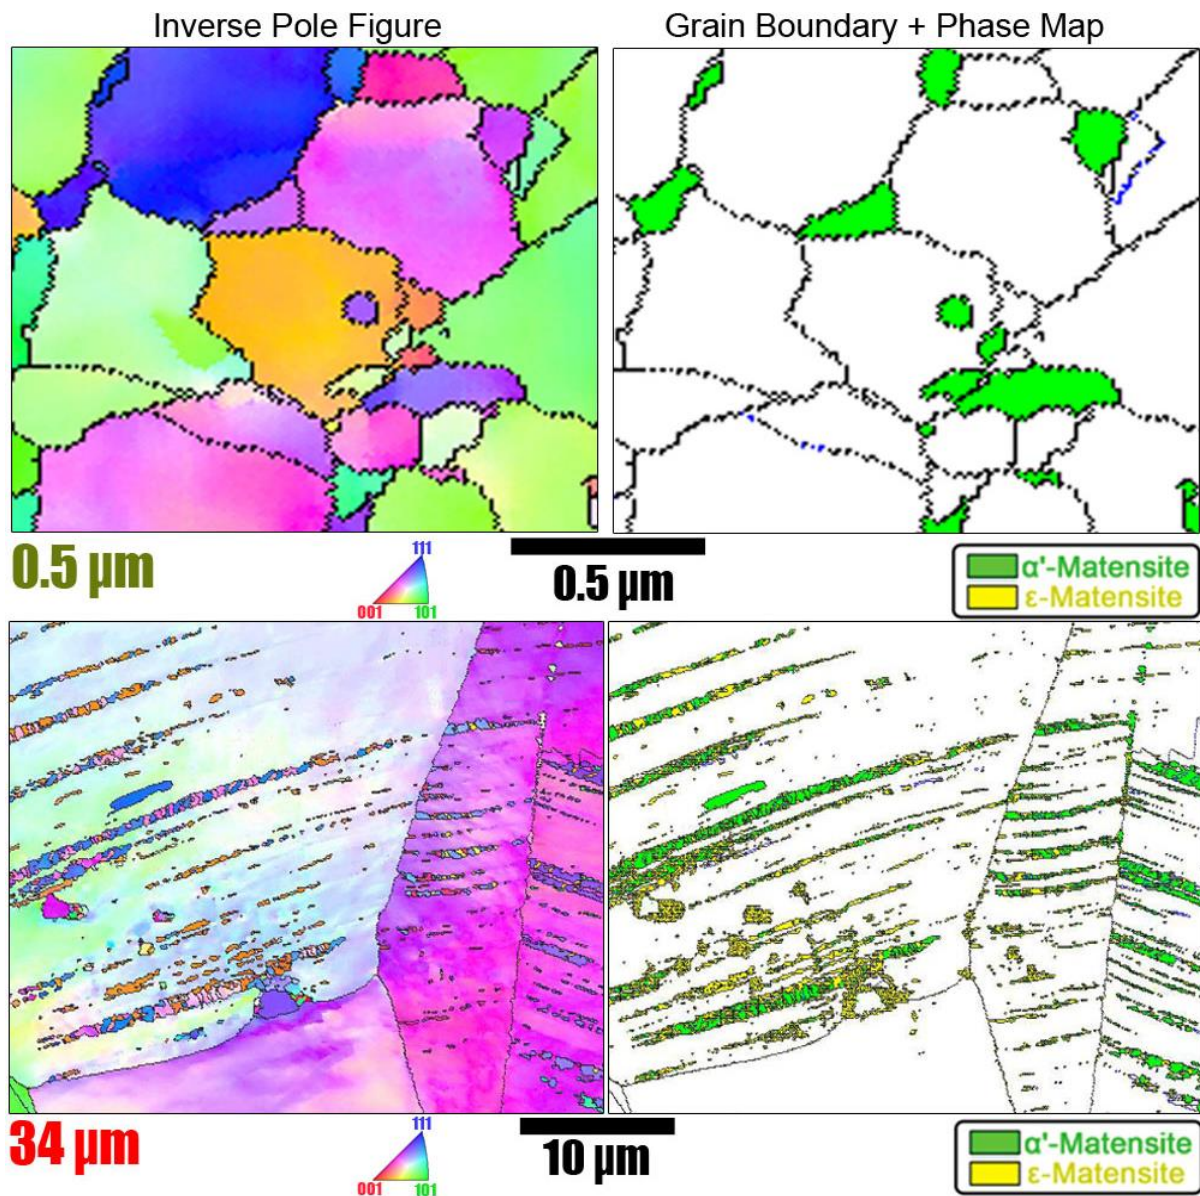 Inverse Pole Figure
Grain Boundary + Phase Map
0.5 µm
111
001
101
0.5 µm
α'-Matensite
ε-Matensite
34 µm
111
001
101
10 µm
α'-Matensite
ε-Matensite